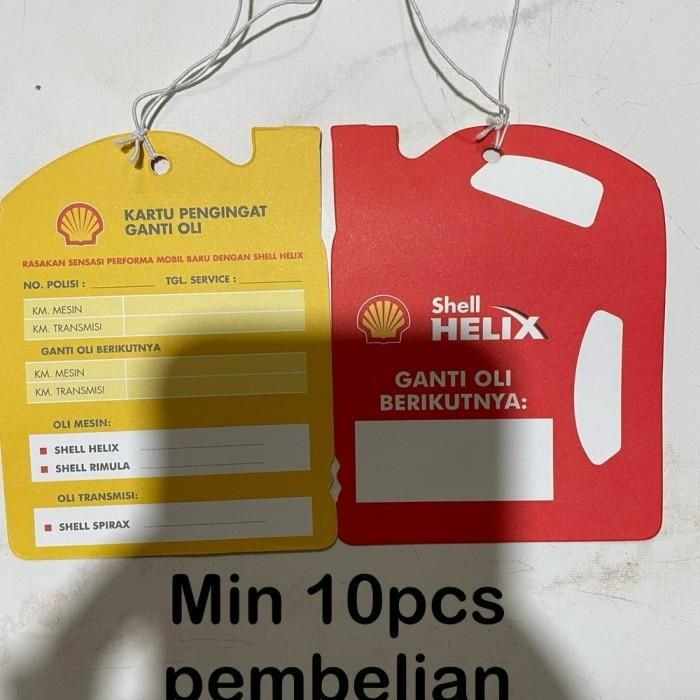 KARTU PENGINGAT
GANTI OLI
RASAKAN SENSASI PERFORMA MOBIL BARU DENGAN SHELL HELIX
NO. POLISI : ____________ TGL. SERVICE : ____________
KM. MESIN
KM. TRANSMISI
GANTI OLI BERIKUTNYA
KM. MESIN
KM. TRANSMISI
OLI MESIN:
SHELL HELIX ........................................
SHELL RIMULA ........................................
OLI TRANSMISI:
SHELL SPIRAX ........................................
Shell
HELIX
GANTI OLI
BERIKUTNYA:
Min 10pcs
pembelian